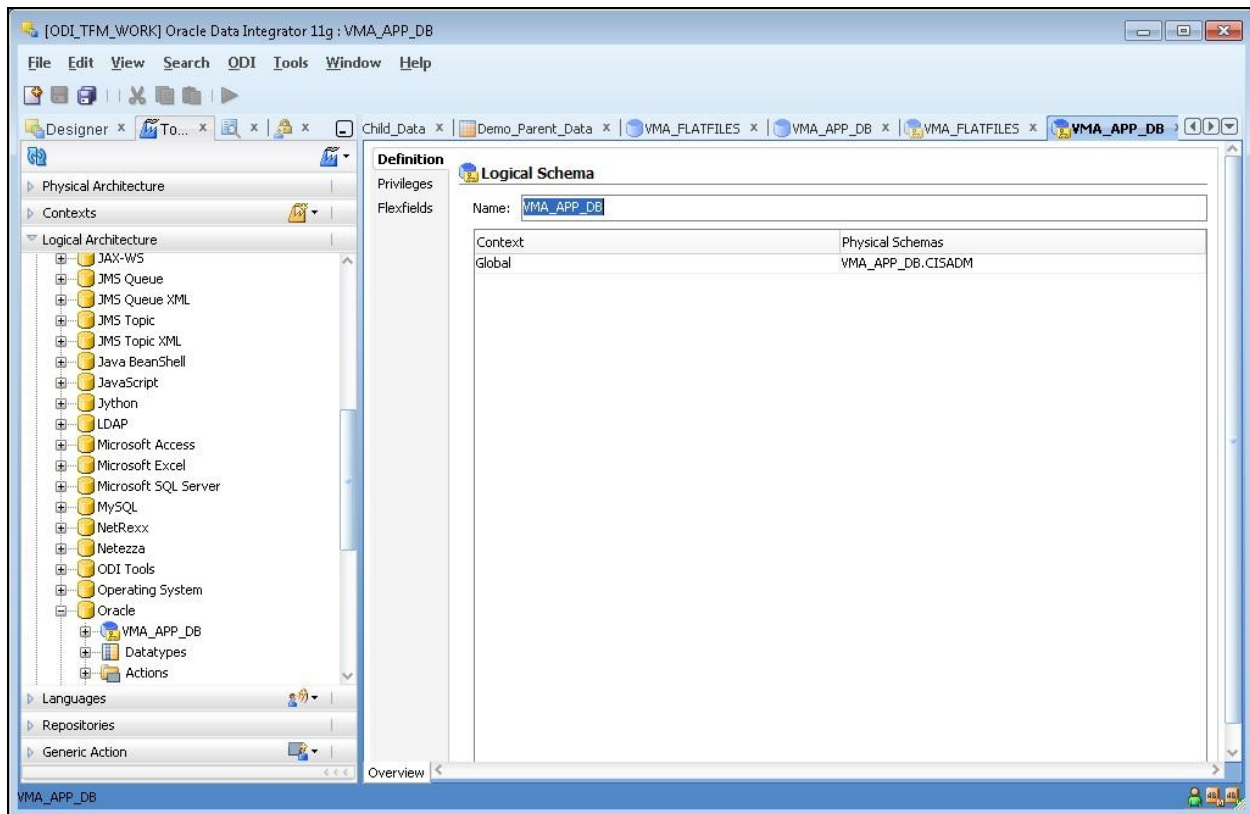 [ODI_TFM_WORK] Oracle Data Integrator 11g : VMA_APP_DB
File Edit View Search ODI Tools Window Help
Designer To... Child_Data Demo_Parent_Data VMA_FLATFILES VMA_APP_DB VMA_FLATFILES VMA_APP_DB
Physical Architecture
Contexts
Logical Architecture
JAX-WS
JMS Queue
JMS Queue XML
JMS Topic
JMS Topic XML
Java BeanShell
JavaScript
Jython
LDAP
Microsoft Access
Microsoft Excel
Microsoft SQL Server
MySQL
NetRexx
Netezza
ODI Tools
Operating System
Oracle
VMA_APP_DB
Datatypes
Actions
Languages
Repositories
Generic Action
Definition
Privileges
Flexfields
Logical Schema
Name: VMA_APP_DB
Context Physical Schemas
Global VMA_APP_DB.CISADM
Overview
VMA_APP_DB